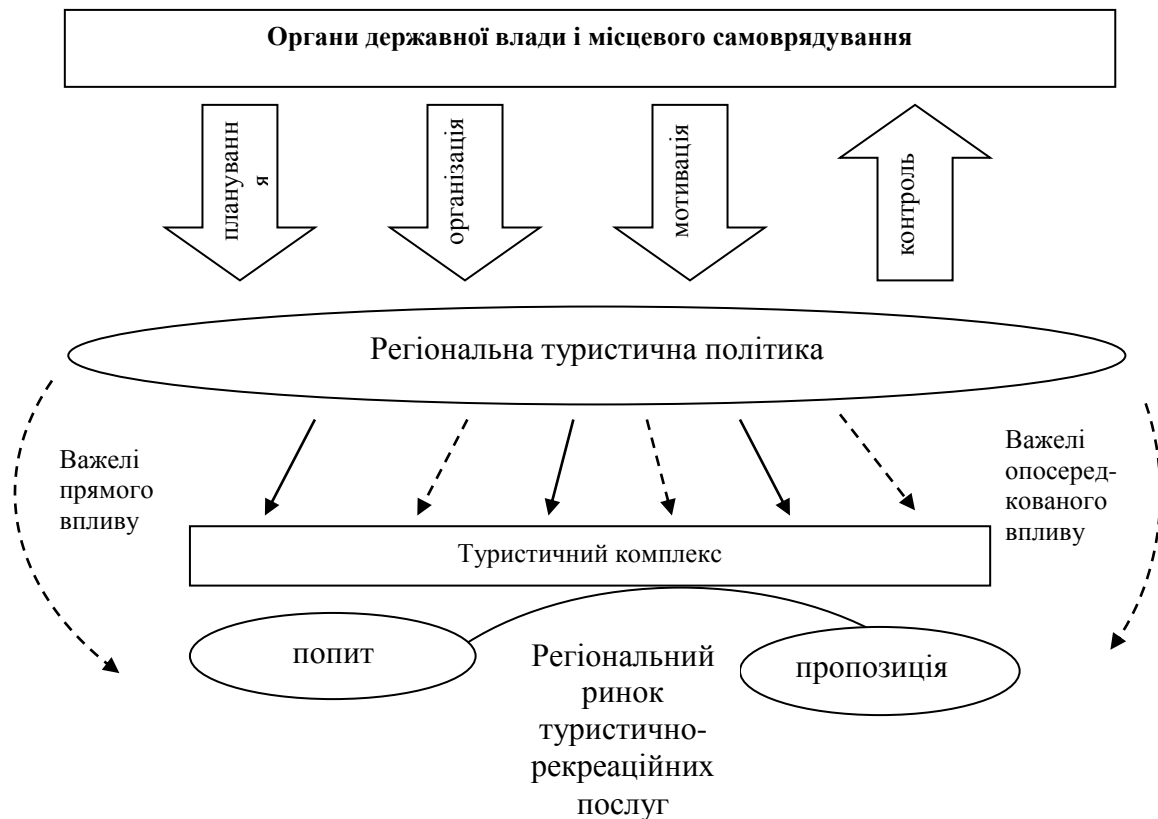 Органи державної влади і місцевого самоврядування
плануванн
я
організація
мотивація
контроль
Регіональна туристична політика
Важелі
прямого
впливу
Важелі
опосеред-
кованого
впливу
Туристичний комплекс
попит
Регіональний
ринок
туристично-
рекреаційних
послуг
пропозиція